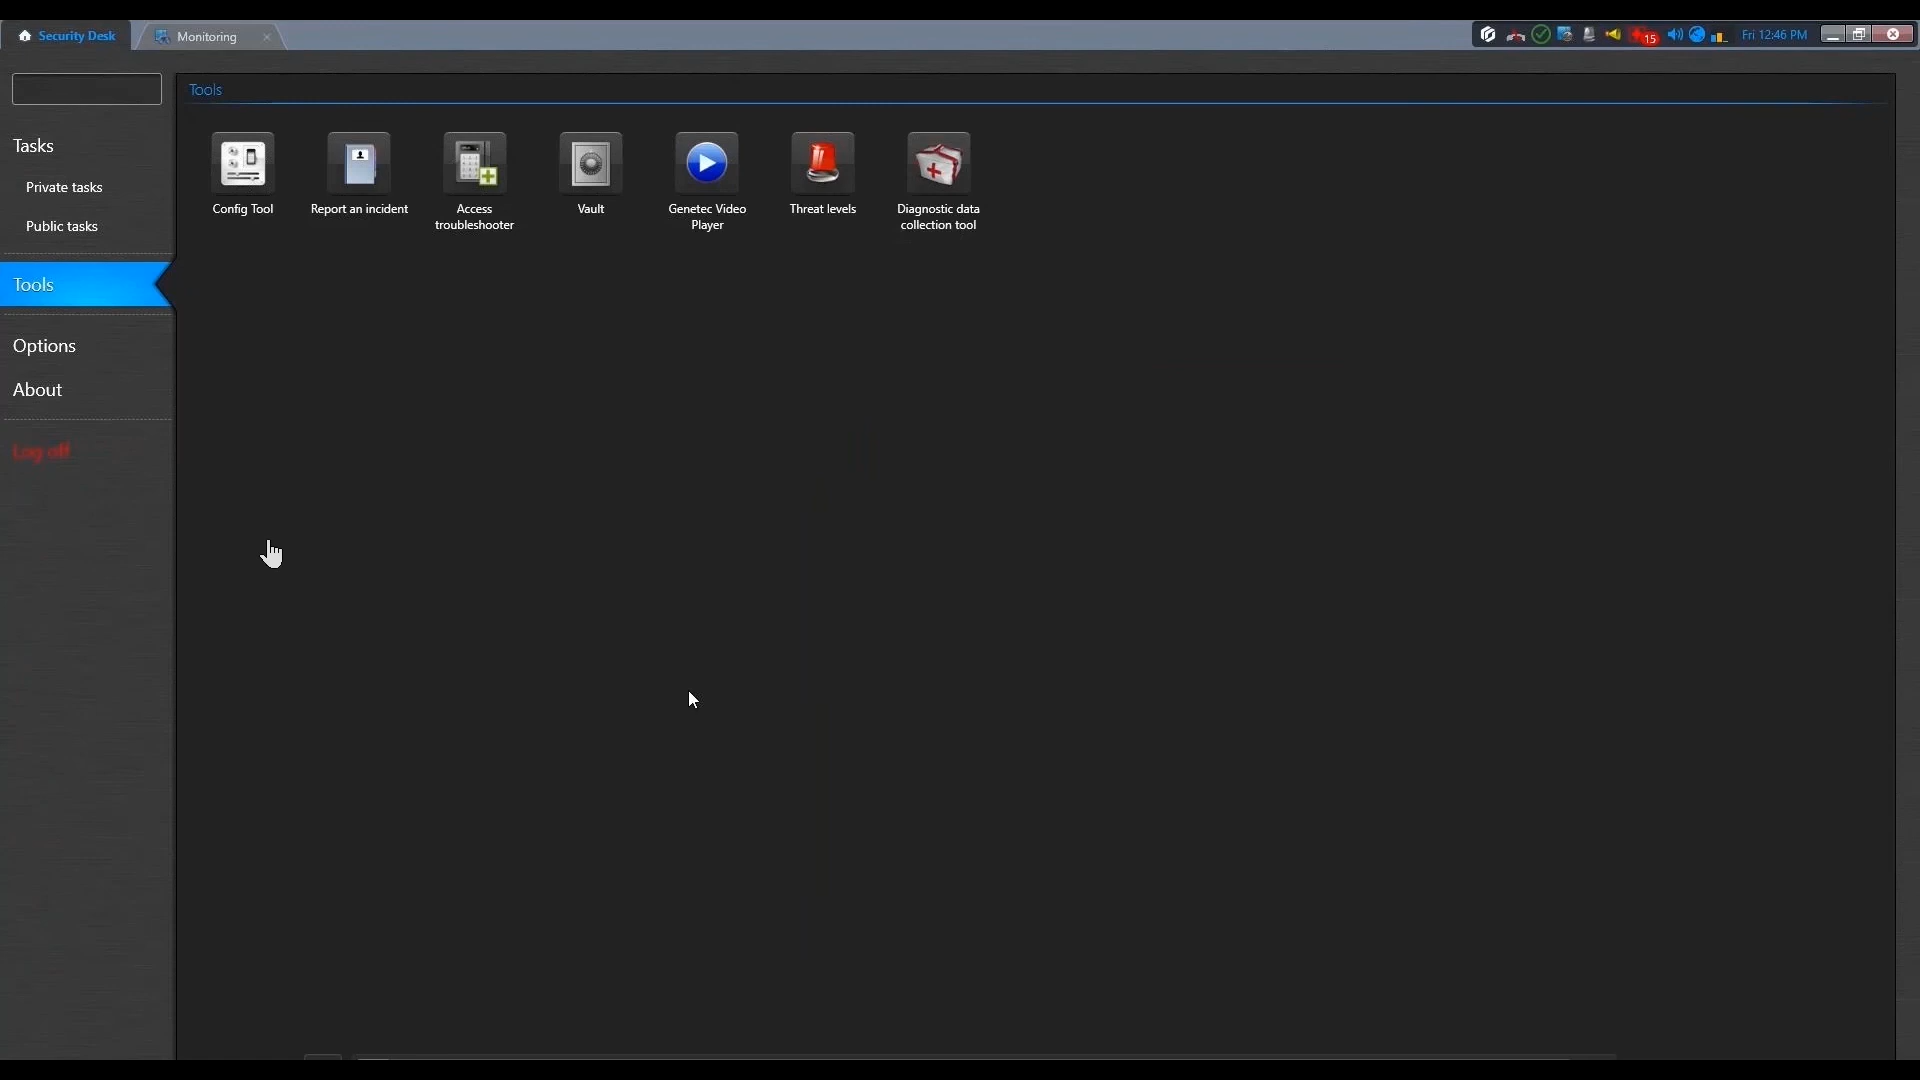 Security Desk
Monitoring
15
Fri 12:46 PM
Tasks
Private tasks
Public tasks
Tools
Options
About
Log off
Tools
Config Tool
Report an incident
Access
troubleshooter
Vault
Genetec Video
Player
Threat levels
Diagnostic data
collection tool